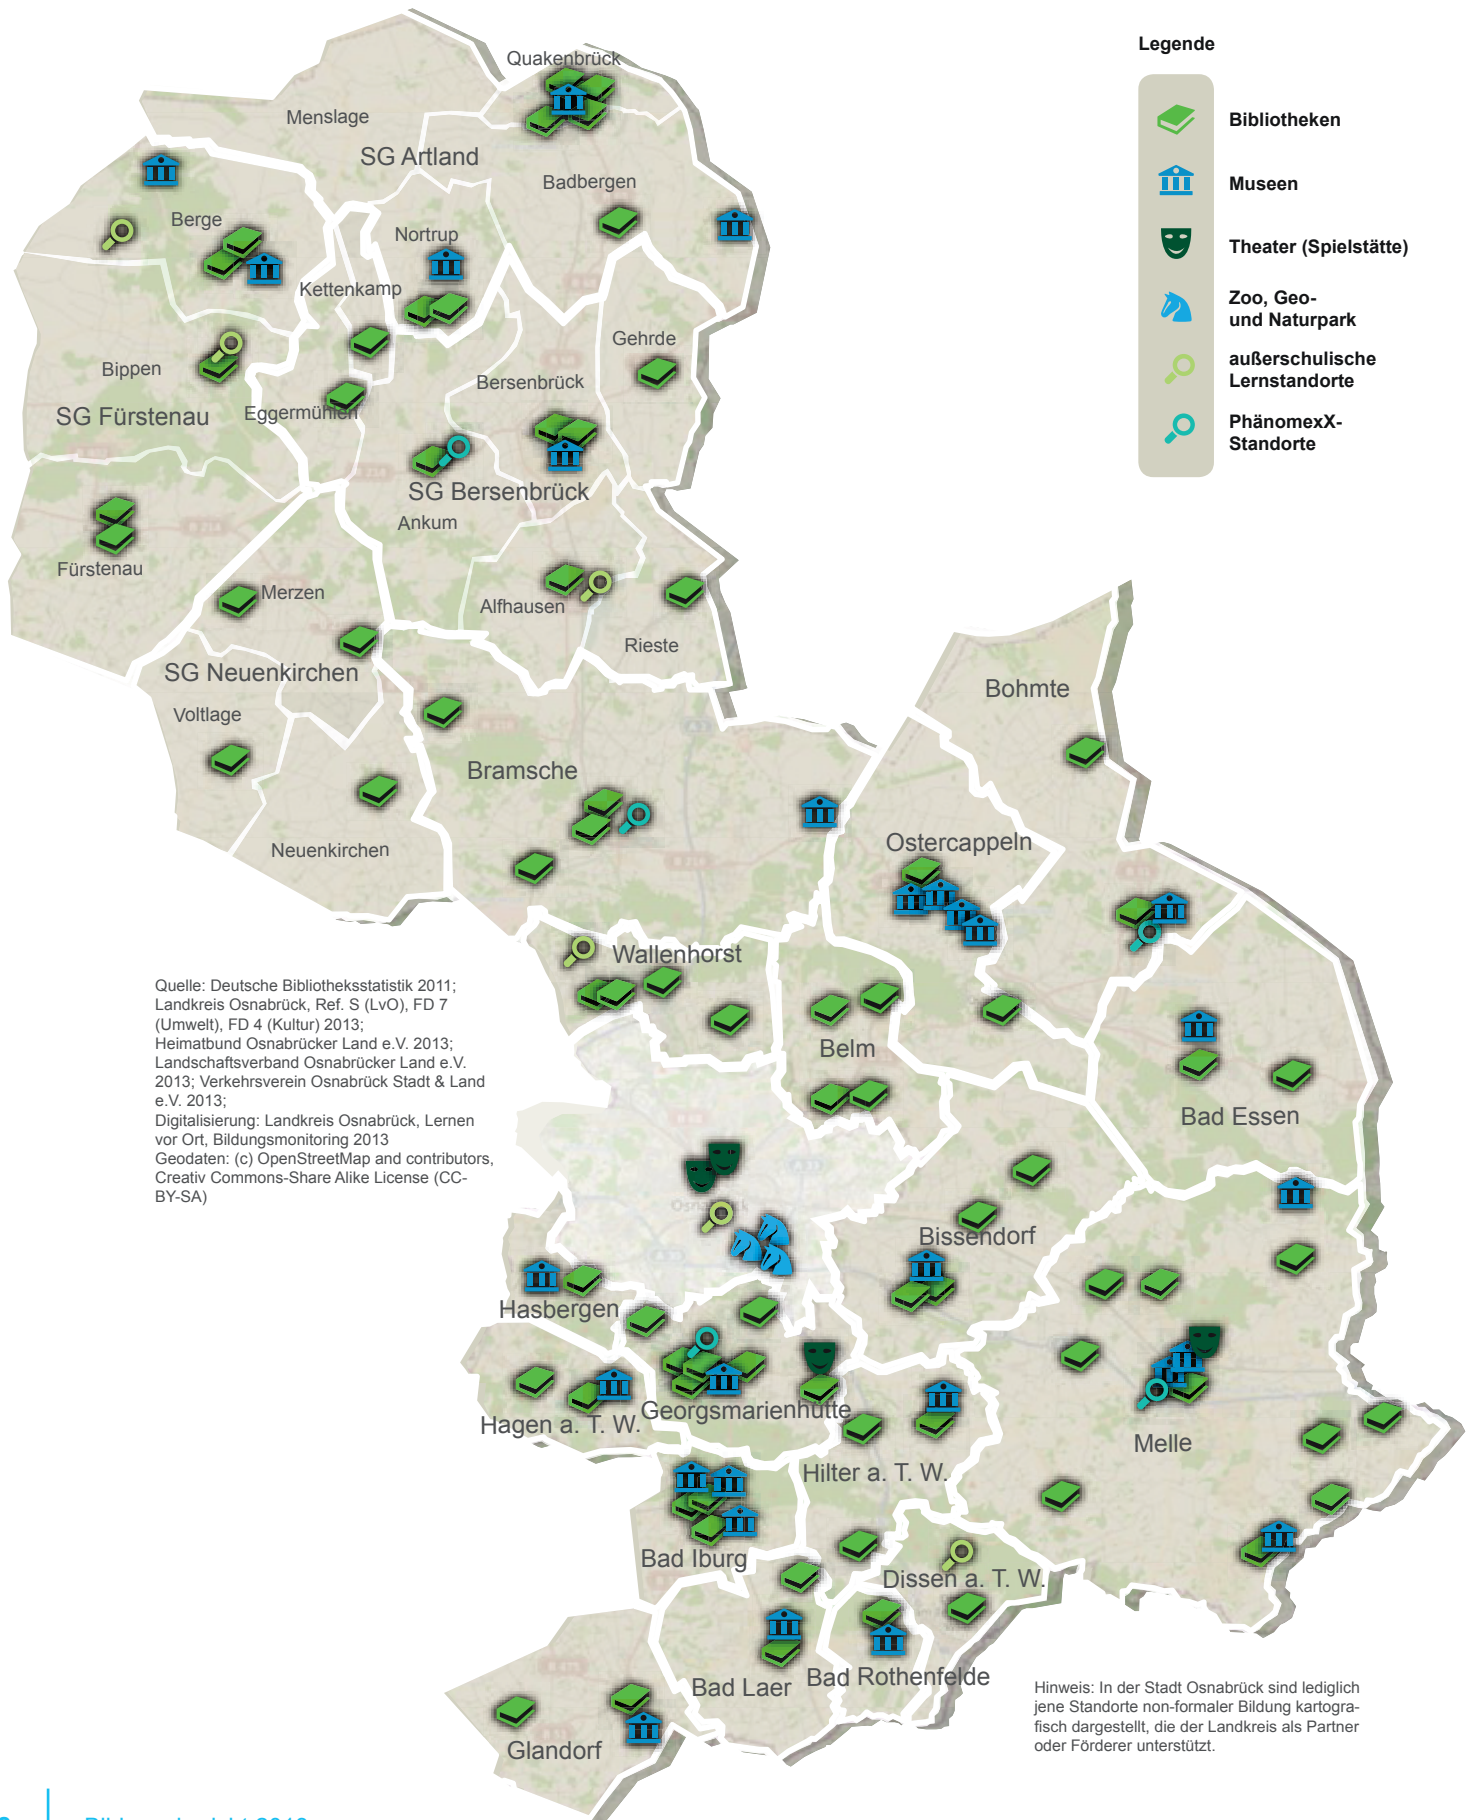 Legende
Bibliotheken
Museen
Theater (Spielstätte)
Zoo, Geo-
und Naturpark
außerschulische
Lernstandorte
PhänomexX-
Standorte
Quakenbrück
Menslage
SG Artland
Badbergen
Berge
Nortrup
Kettenkamp
Gehrde
Bippen
Bersenbrück
SG Fürstenau
Eggermühlen
SG Bersenbrück
Ankum
Fürstenau
Merzen
Alfhausen
Rieste
SG Neuenkirchen
Voltlage
Bohmte
Bramsche
Neuenkirchen
Ostercappeln
Wallenhorst
Belm
Bad Essen
Quelle: Deutsche Bibliotheksstatistik 2011;
Landkreis Osnabrück, Ref. S (LvO), FD 7
(Umwelt), FD 4 (Kultur) 2013;
Heimatbund Osnabrücker Land e.V. 2013;
Landschaftsverband Osnabrücker Land e.V.
2013; Verkehrsverein Osnabrück Stadt & Land
e.V. 2013;
Digitalisierung: Landkreis Osnabrück, Lernen
vor Ort, Bildungsmonitoring 2013
Geodaten: (c) OpenStreetMap and contributors,
Creativ Commons-Share Alike License (CC-
BY-SA)
Bissendorf
Hasbergen
Georgsmarienhütte
Hagen a. T. W.
Melle
Hilter a. T. W.
Bad Iburg
Dissen a. T. W.
Bad Laer
Bad Rothenfelde
Glandorf
Hinweis: In der Stadt Osnabrück sind lediglich
jene Standorte non-formaler Bildung kartogra-
fisch dargestellt, die der Landkreis als Partner
oder Förderer unterstützt.